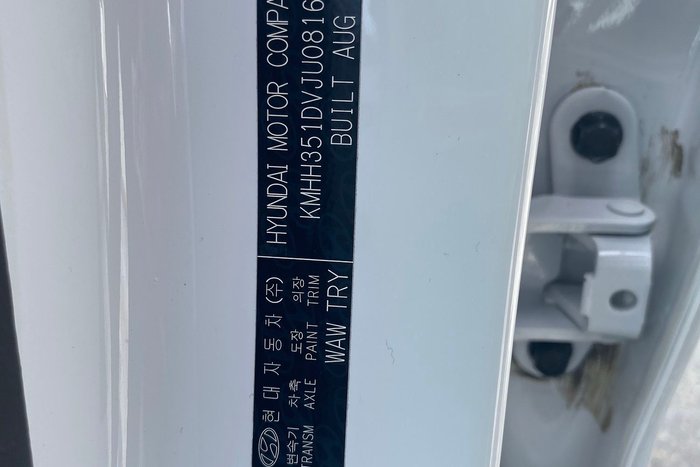 현대자동차(주) HYUNDAI MOTOR COMPA
KMHH351DVJU0816
BUILT AUG
변속기 차축 도장 의장
TRANSM AXLE PAINT TRIM
WAW TRY